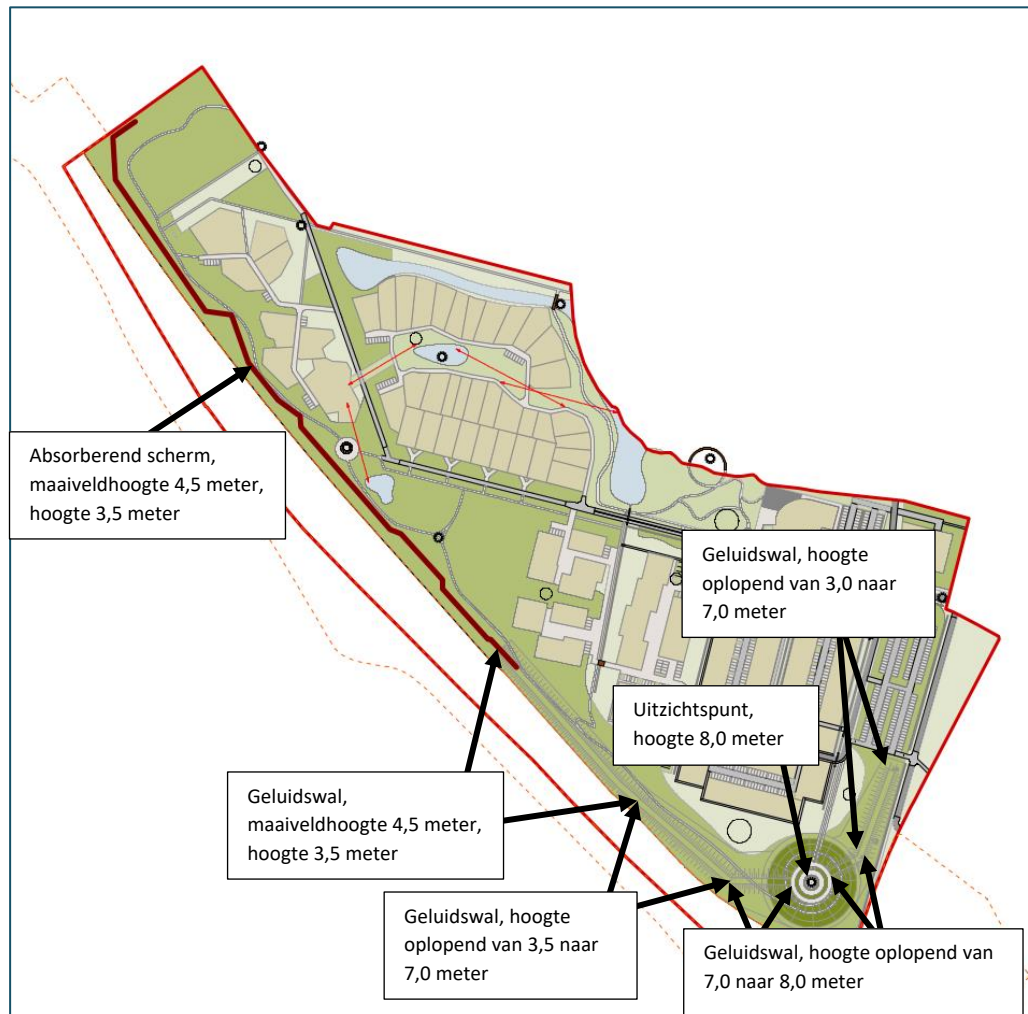 Absorberend scherm,
maaiveldhoogte 4,5 meter,
hoogte 3,5 meter
Geluidswal, hoogte
oplopend van 3,0 naar
7,0 meter
Uitzichtspunt,
hoogte 8,0 meter
Geluidswal,
maaiveldhoogte 4,5 meter,
hoogte 3,5 meter
Geluidswal, hoogte
oplopend van 3,5 naar
7,0 meter
Geluidswal, hoogte oplopend van
7,0 naar 8,0 meter